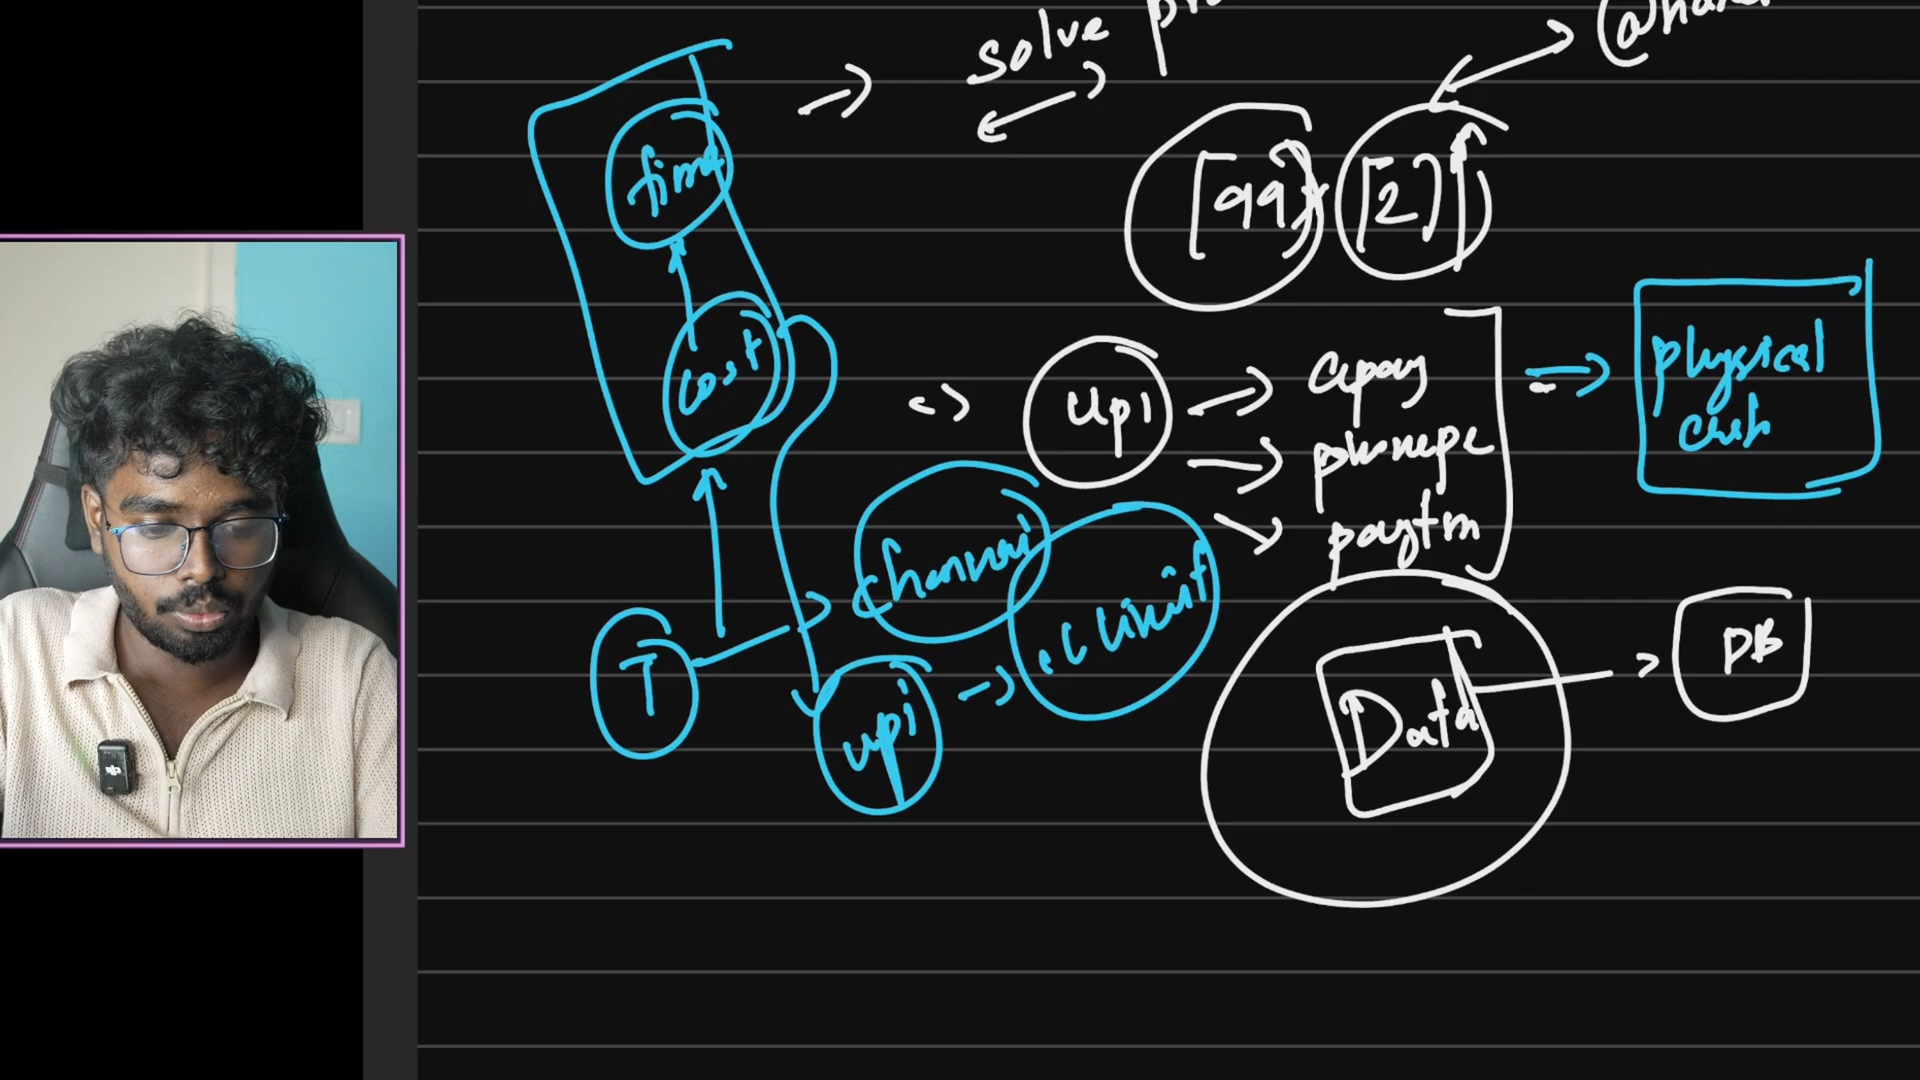 solve
time
[99]
[2]
cost
upi
gpay
phonepe
paytm
physical
cash
chennai
T
upi
Data
DB